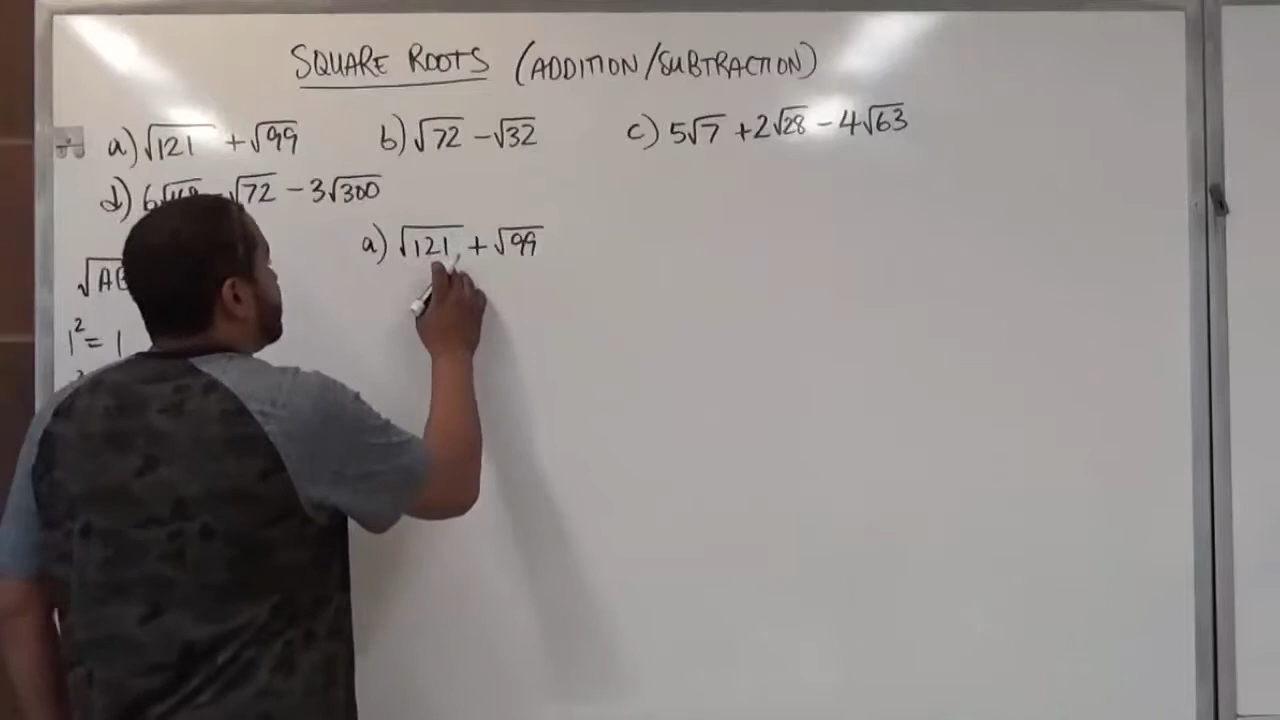 SQUARE ROOTS (ADDITION/SUBTRACTION)
a) √121 + √99 b) √72 - √32 c) 5√7 + 2√28 - 4√63
d) √72 - 3√300
a) √121 + √99
1² = 1